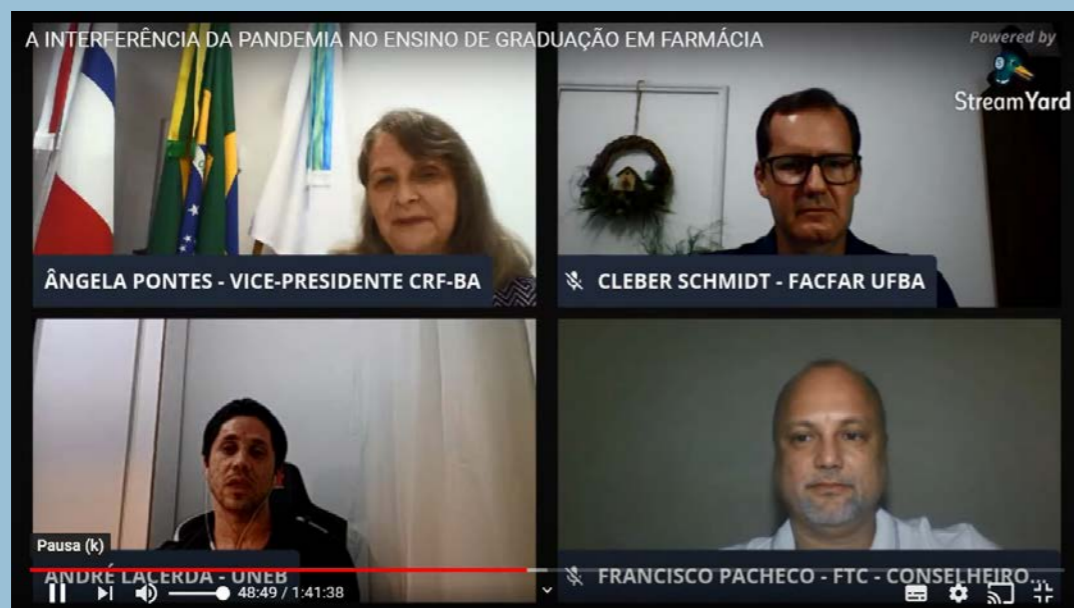 A INTERFERÊNCIA DA PANDEMIA NO ENSINO DE GRADUAÇÃO EM FARMÁCIA
Powered by
StreamYard
ÂNGELA PONTES - VICE-PRESIDENTE CRF-BA
CLEBER SCHMIDT - FACFAR UFBA
Pausa (k)
ANDRÉ LACERDA - UNEB
FRANCISCO PACHECO - FTC - CONSELHEIRO...
48:49 / 1:41:38